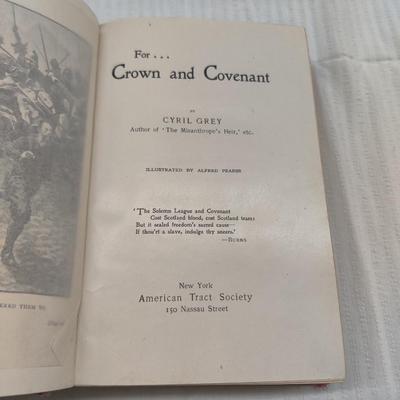 For...
Crown and Covenant
BY
CYRIL GREY
Author of 'The Misanthrope's Heir,' etc.
ILLUSTRATED BY ALFRED PEARSE
'The Solemn League and Covenant
Cost Scotland blood, cost Scotland tears:
But it sealed freedom's sacred cause—
If thou'rt a slave, indulge thy sneers.'
—BURNS
New York
American Tract Society
150 Nassau Street
THEM TO